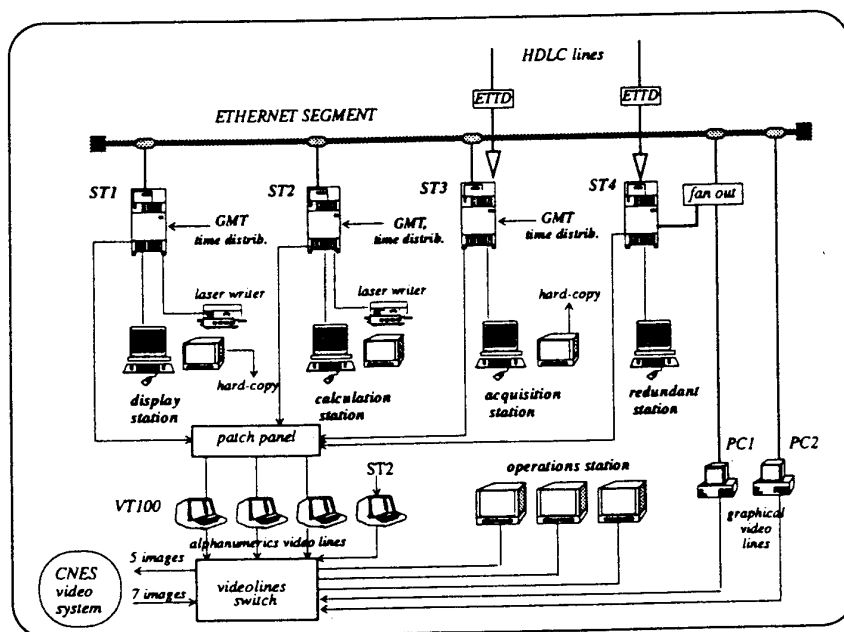 HDLC lines
ETTD
ETTD
ETHERNET SEGMENT
ST1
ST2
ST3
ST4
fan out
GMT
time distrib.
GMT,
time distrib.
GMT
time distrib.
laser writer
laser writer
hard-copy
hard-copy
display
station
calculation
station
acquisition
station
redundant
station
patch panel
PC1
PC2
ST2
operations station
VT100
alphanumerics video lines
graphical
video
lines
5 images
CNES
video
system
7 images
videolines
switch